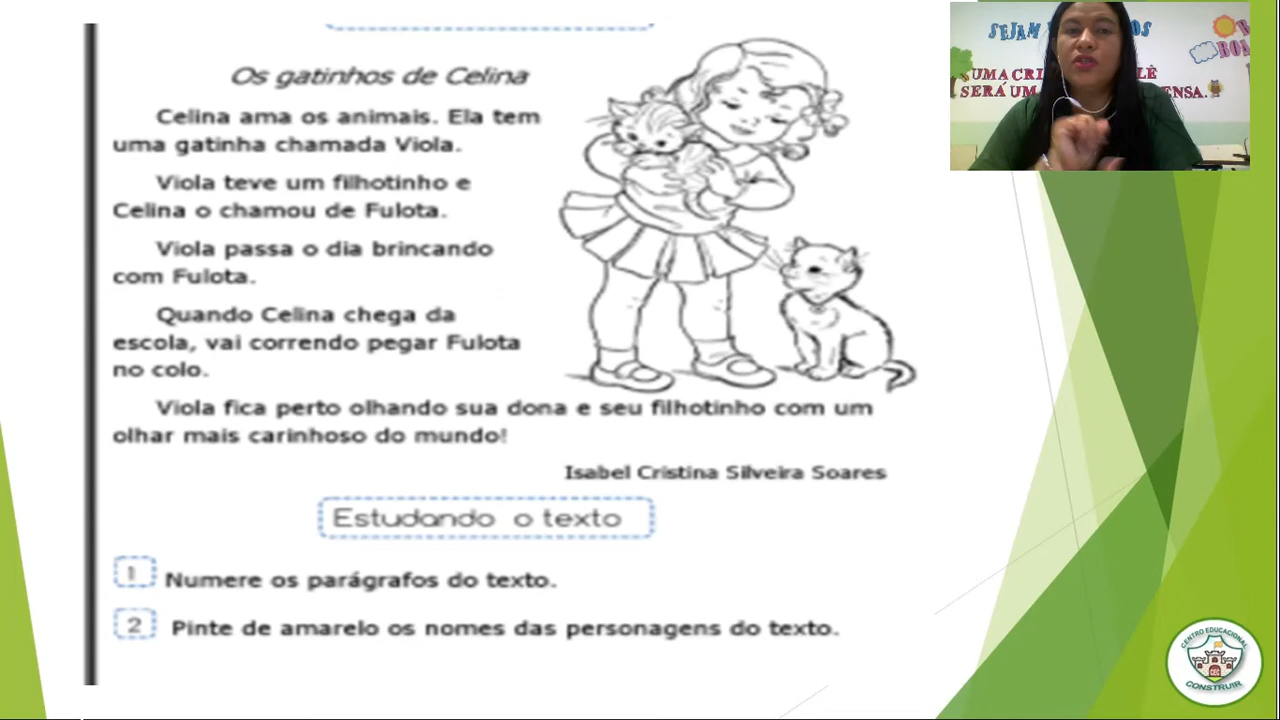 Os gatinhos de Celina
Celina ama os animais. Ela tem
uma gatinha chamada Viola.
Viola teve um filhotinho e
Celina o chamou de Fulota.
Viola passa o dia brincando
com Fulota.
Quando Celina chega da
escola, vai correndo pegar Fulota
no colo.
Viola fica perto olhando sua dona e seu filhotinho com um
olhar mais carinhoso do mundo!
Isabel Cristina Silveira Soares
Estudando o texto
1 Numere os parágrafos do texto.
2 Pinte de amarelo os nomes das personagens do texto.
SEJAM
UMA
SERÁ
CENTRO EDUCACIONAL
CEC
CONSTRUIR